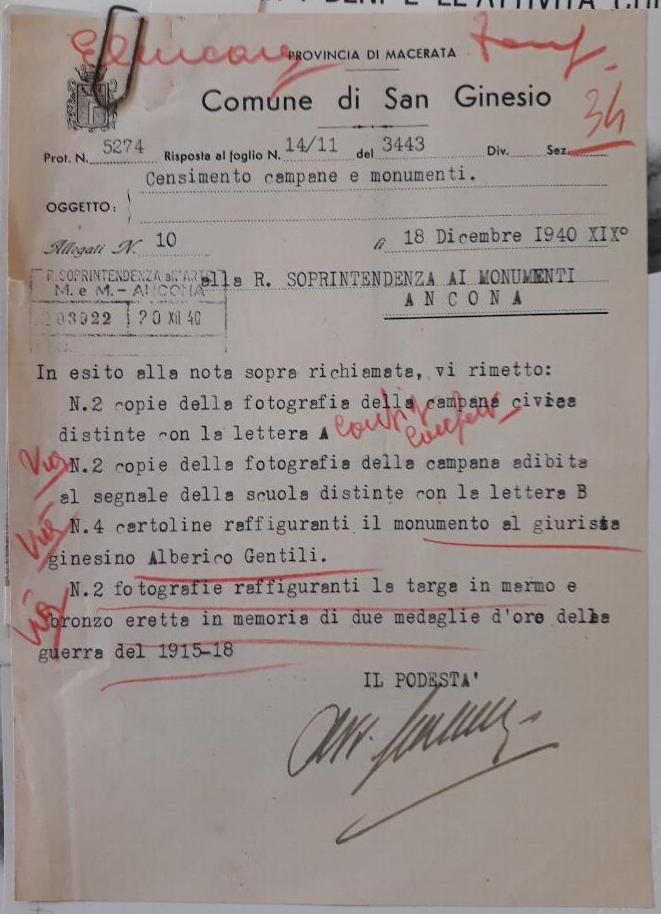 PROVINCIA DI MACERATA
Comune di San Ginesio
34
Prot. N. 5274 Risposta al foglio N. 14/11 del 3443 Div. Sez.
Censimento campane e monumenti.
OGGETTO:
Allegati N. 10
lì 18 Dicembre I940 XIX°
R. SOPRINTENDENZA all'ARTE
M. e M. - ANCONA
20 XII 40
alla R. SOPRINTENDENZA AI MONUMENTI
ANCONA
In esito alla nota sopra richiamata, vi rimetto:
N.2 copie della fotografia della campana civica
distinte con la lettera A
N.2 copie della fotografia della campana adibita
al segnale della scuola distinte con la lettera B
N.4 cartoline raffiguranti il monumento al giurista
ginesino Alberico Gentili.
N.2 fotografie raffiguranti la targa in marmo e
bronzo eretta in memoria di due medaglie d'oro della
guerra del 1915-18
IL PODESTA'